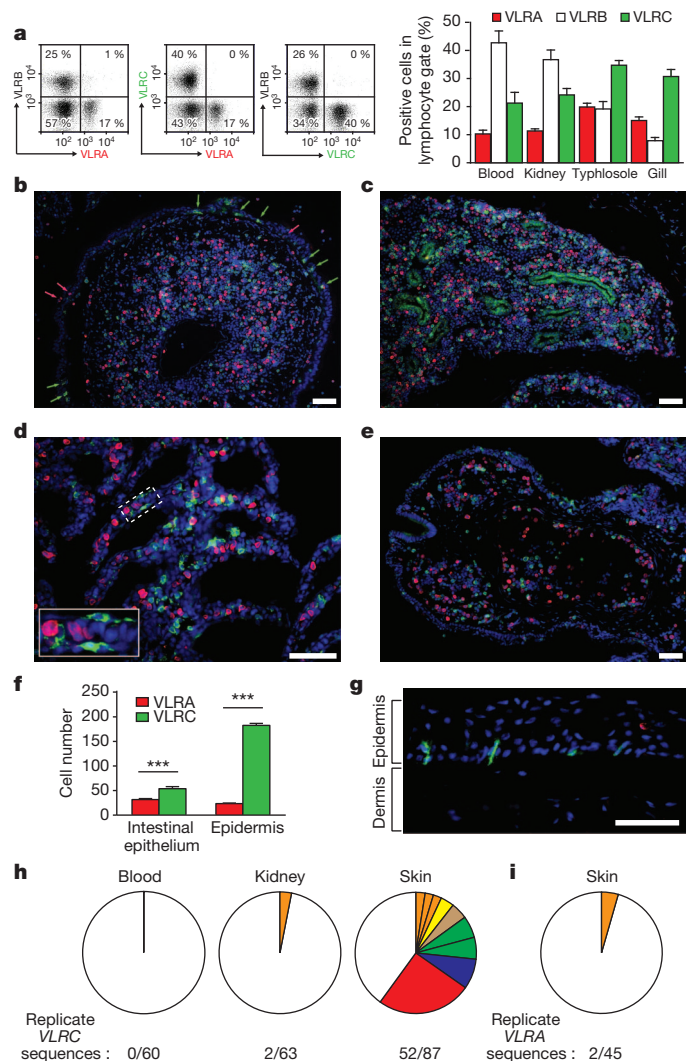 a
25 %
1 %
57 %
17 %
VLRB
10³
10⁴
10²
10³
10⁴
VLRA
40 %
0 %
43 %
17 %
VLRC
10³
10⁴
10²
10³
10⁴
VLRA
26 %
0 %
34 %
40 %
VLRB
10³
10⁴
10²
10³
10⁴
VLRC
VLRA VLRB VLRC
Positive cells in
lymphocyte gate (%)
50
40
30
20
10
0
Blood Kidney Typhlosole Gill
b
c
d
e
f
VLRA
VLRC
Cell number
250
200
150
100
50
0
***
***
Intestinal
epithelium
Epidermis
g
Epidermis
Dermis
h
Blood Kidney Skin
Replicate
VLRC
sequences : 0/60 2/63 52/87
i
Skin
Replicate
VLRA
sequences : 2/45